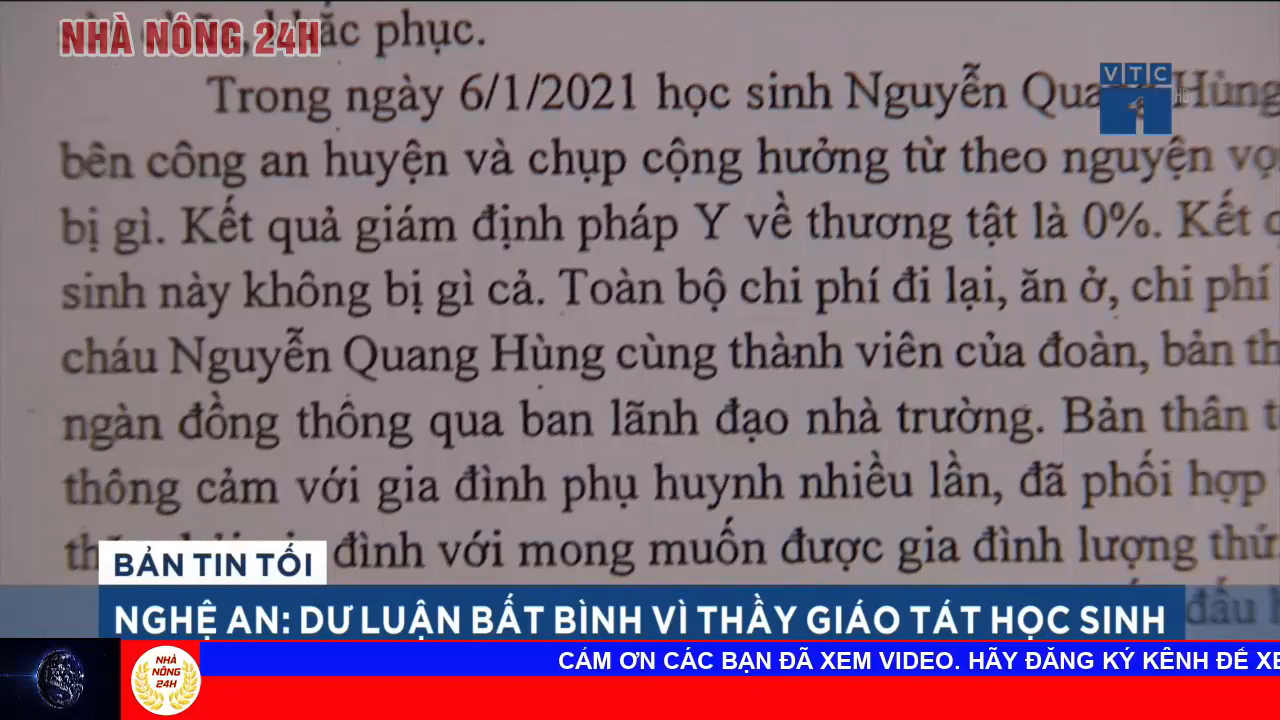 NHÀ NÔNG 24H
khắc phục.
VTC
1
HD
Trong ngày 6/1/2021 học sinh Nguyễn Quang Hùng
bên công an huyện và chụp cộng hưởng từ theo nguyện
bị gì. Kết quả giám định pháp Y về thương tật là 0%. Kết
sinh này không bị gì cả. Toàn bộ chi phí đi lại, ăn ở, chi phí
cháu Nguyễn Quang Hùng cùng thành viên của đoàn, bản
ngàn đồng thông qua ban lãnh đạo nhà trường. Bản thân
thông cảm với gia đình phụ huynh nhiều lần, đã phối hợp
đình với mong muốn được gia đình lượng thứ
BẢN TIN TỐI
NGHỆ AN: DƯ LUẬN BẤT BÌNH VÌ THẦY GIÁO TÁT HỌC SINH
đấu
CÁM ƠN CÁC BẠN ĐÃ XEM VIDEO. HÃY ĐĂNG KÝ KÊNH ĐỂ XE
NHÀ
NÔNG
24H